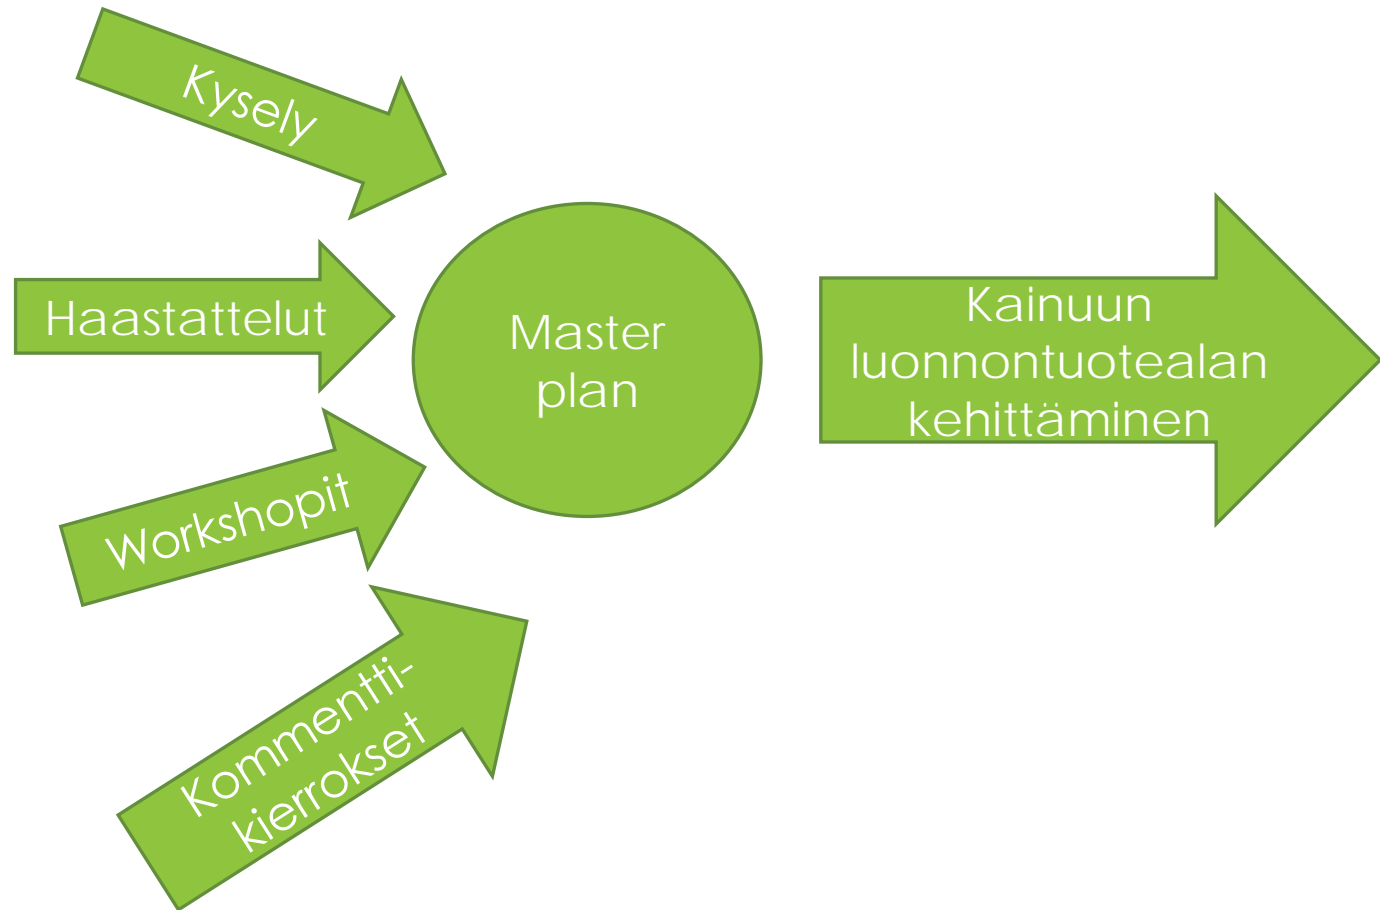 Kysely
Haastattelut
Workshopit
Kommentti-
kierrokset
Master
plan
Kainuun
luonnontuotealan
kehittäminen